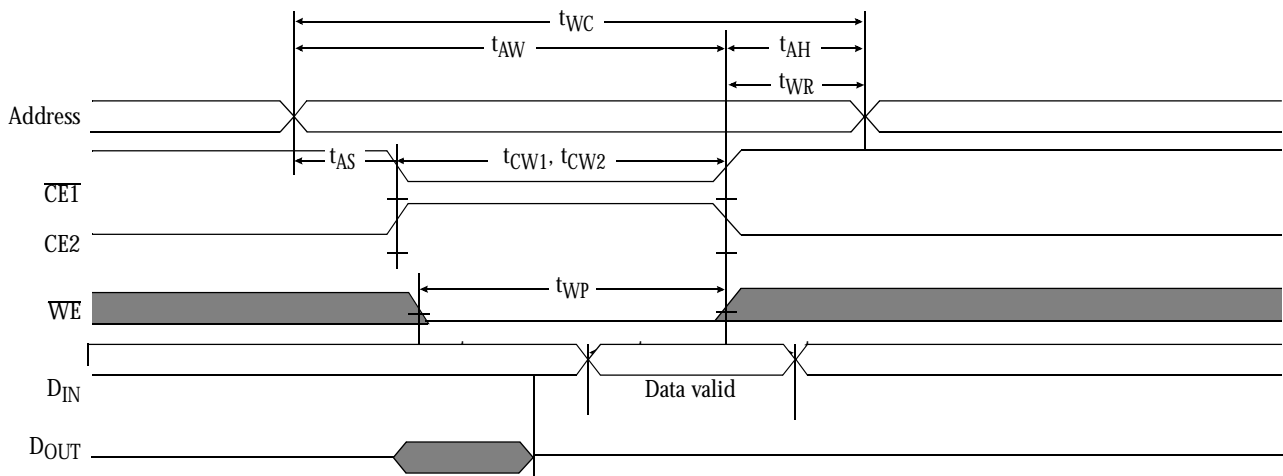 tWC
tAW
tAH
tWR
Address
tAS
tCW1, tCW2
CE1
CE2
tWP
WE
DIN
Data valid
DOUT